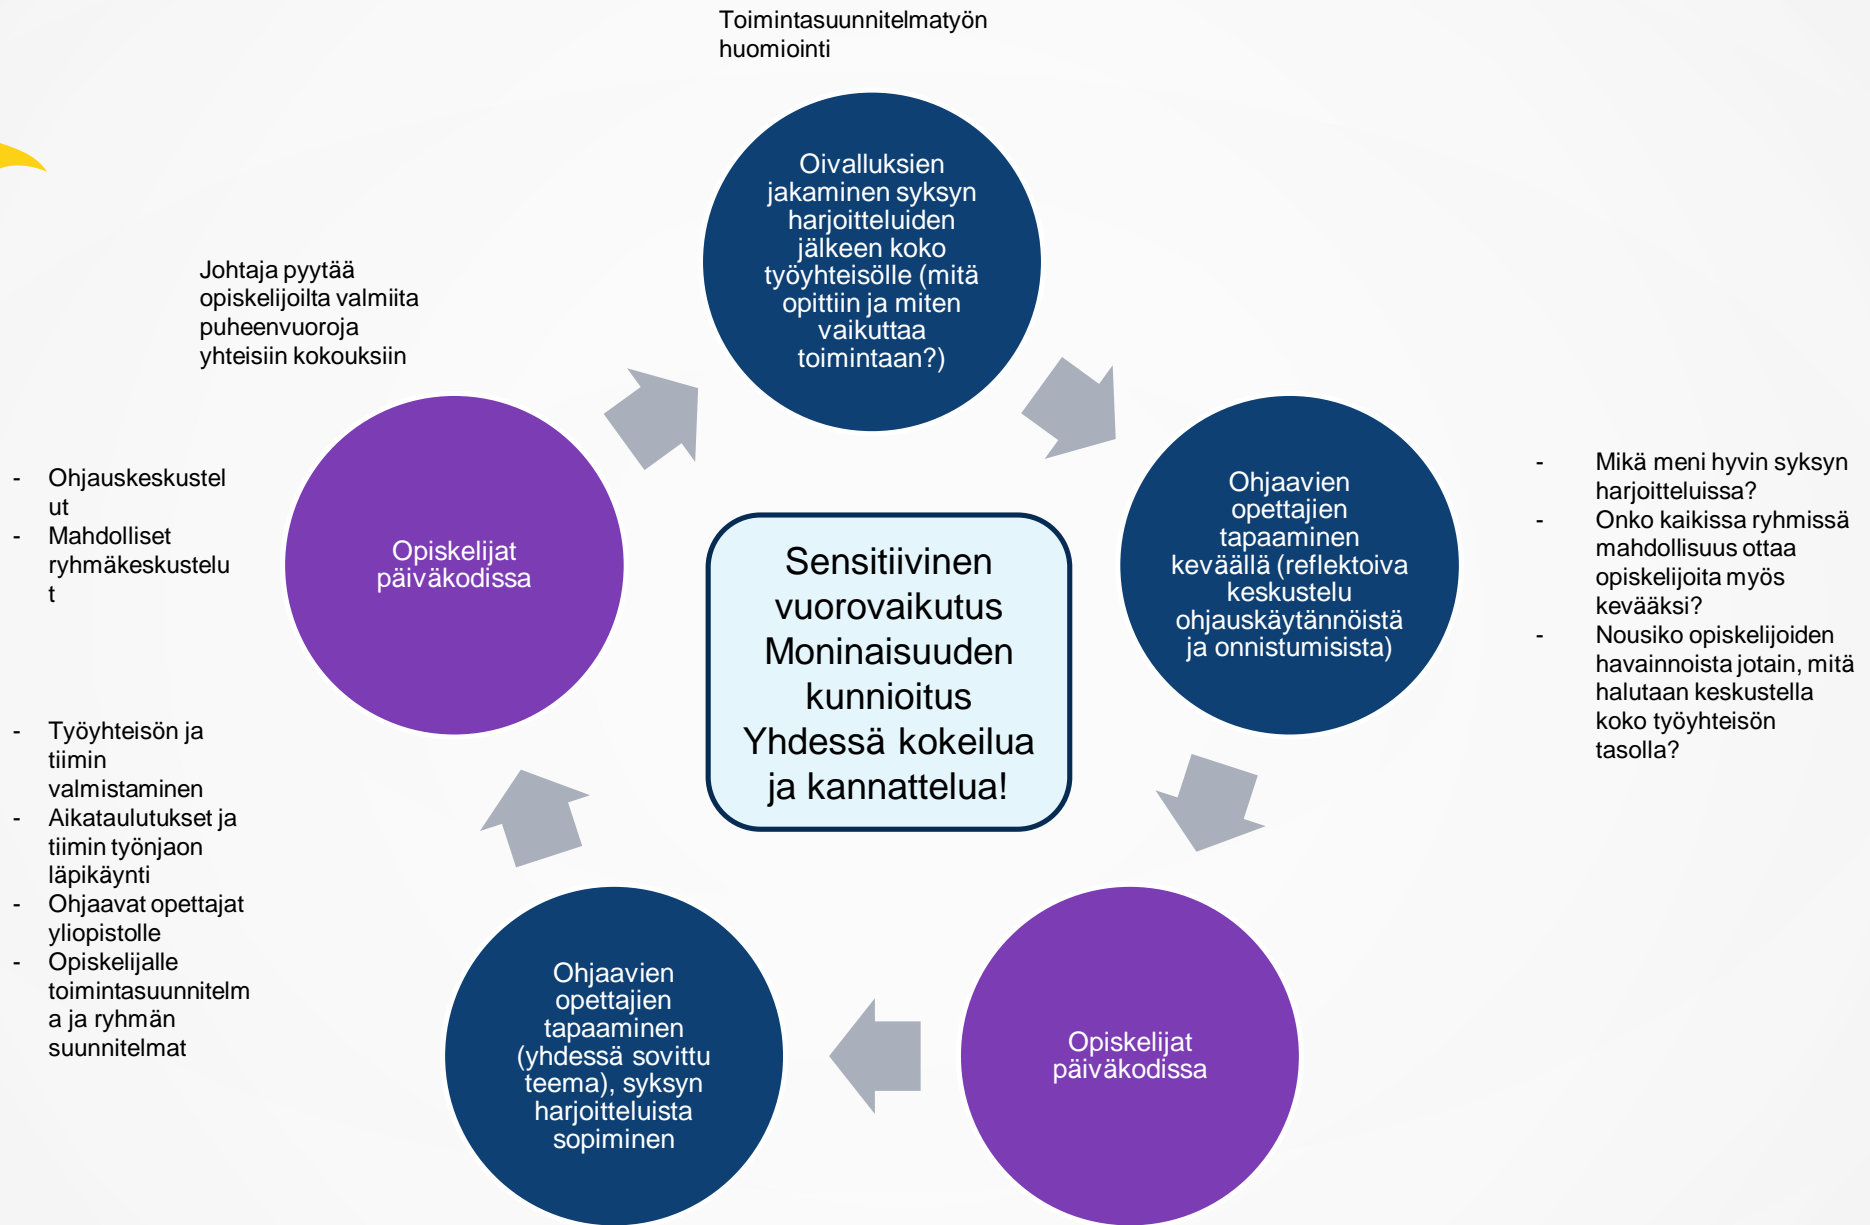 Toimintasuunnitelmatyön
huomiointi
Oivalluksien
jakaminen syksyn
harjoitteluiden
jälkeen koko
työyhteisölle (mitä
opittiin ja miten
vaikuttaa
toimintaan?)
Johtaja pyytää
opiskelijoilta valmiita
puheenvuoroja
yhteisiin kokouksiin
Ohjaavien
opettajien
tapaaminen
keväällä (reflektoiva
keskustelu
ohjauskäytännöistä
ja onnistumisista)
- Mikä meni hyvin syksyn
harjoitteluissa?
- Onko kaikissa ryhmissä
mahdollisuus ottaa
opiskelijoita myös
kevääksi?
- Nousiko opiskelijoiden
havainnoista jotain, mitä
halutaan keskustella
koko työyhteisön
tasolla?
- Ohjauskeskustel
ut
- Mahdolliset
ryhmäkeskustelu
t
Opiskelijat
päiväkodissa
Sensitiivinen
vuorovaikutus
Moninaisuuden
kunnioitus
Yhdessä kokeilua
ja kannattelua!
- Työyhteisön ja
tiimin
valmistaminen
- Aikataulutukset ja
tiimin työnjaon
läpikäynti
- Ohjaavat opettajat
yliopistolle
- Opiskelijalle
toimintasuunnitelm
a ja ryhmän
suunnitelmat
Ohjaavien
opettajien
tapaaminen
(yhdessä sovittu
teema), syksyn
harjoitteluista
sopiminen
Opiskelijat
päiväkodissa